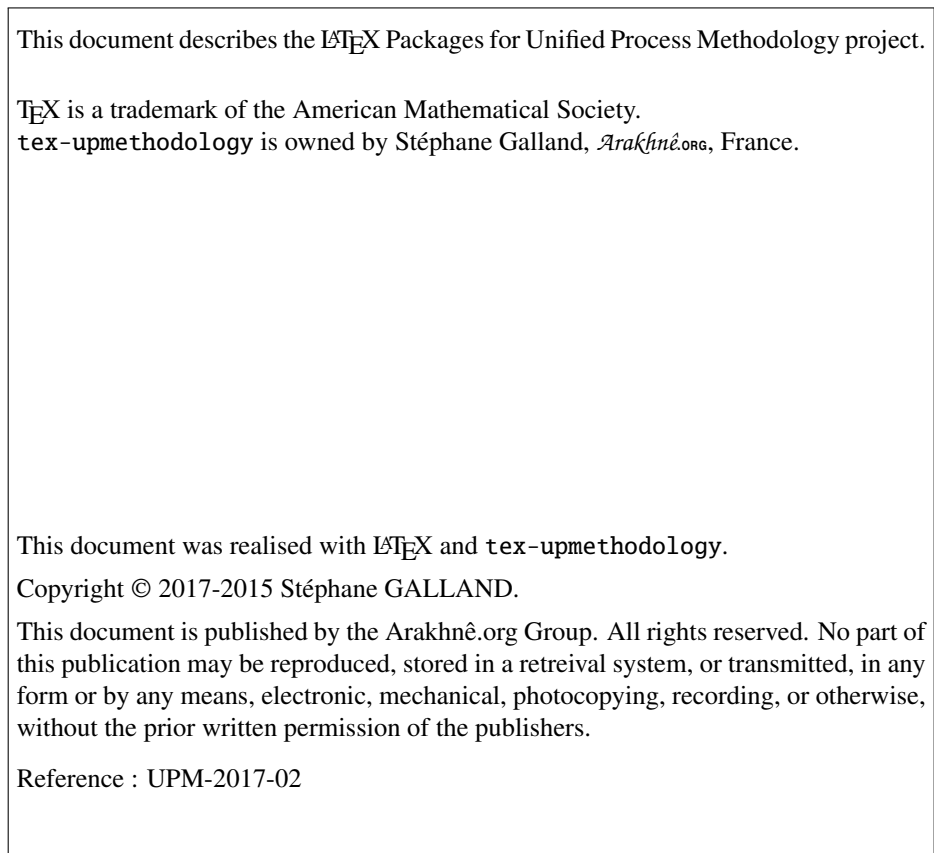 This document describes the LATEX Packages for Unified Process Methodology project.
TEX is a trademark of the American Mathematical Society.
tex-upmethodology is owned by Stéphane Galland, Arakhnê.ORG, France.
This document was realised with LATEX and tex-upmethodology.
Copyright © 2017-2015 Stéphane GALLAND.
This document is published by the Arakhnê.org Group. All rights reserved. No part of
this publication may be reproduced, stored in a retreival system, or transmitted, in any
form or by any means, electronic, mechanical, photocopying, recording, or otherwise,
without the prior written permission of the publishers.
Reference : UPM-2017-02